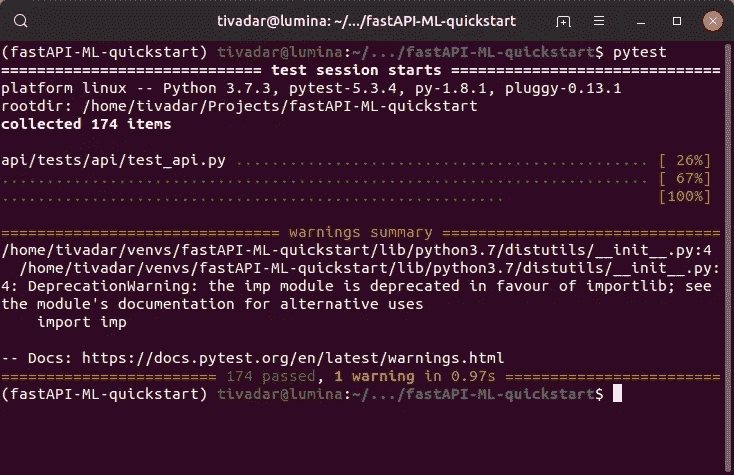 tivadar@lumina: ~/.../fastAPI-ML-quickstart
(fastAPI-ML-quickstart) tivadar@lumina:~/.../fastAPI-ML-quickstart$ pytest
============================= test session starts ==============================
platform linux -- Python 3.7.3, pytest-5.3.4, py-1.8.1, pluggy-0.13.1
rootdir: /home/tivadar/Projects/fastAPI-ML-quickstart
collected 174 items
api/tests/api/test_api.py .............................................. [ 26%]
........................................................................ [ 67%]
........................................................                 [100%]
=============================== warnings summary ===============================
/home/tivadar/venvs/fastAPI-ML-quickstart/lib/python3.7/distutils/__init__.py:4
  /home/tivadar/venvs/fastAPI-ML-quickstart/lib/python3.7/distutils/__init__.py:
4: DeprecationWarning: the imp module is deprecated in favour of importlib; see
the module's documentation for alternative uses
    import imp
-- Docs: https://docs.pytest.org/en/latest/warnings.html
======================== 174 passed, 1 warning in 0.97s ========================
(fastAPI-ML-quickstart) tivadar@lumina:~/.../fastAPI-ML-quickstart$